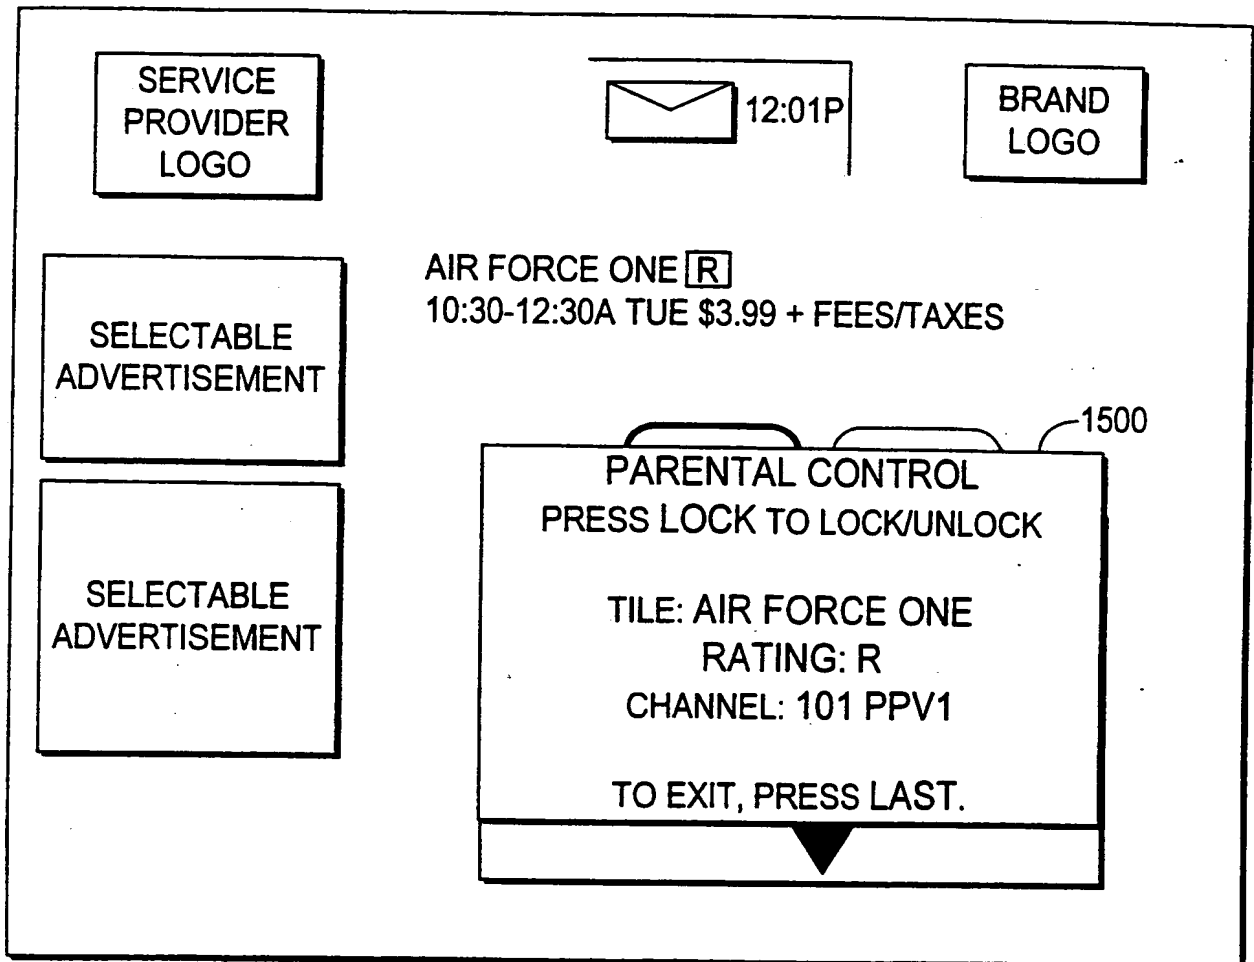 SERVICE
PROVIDER
LOGO
12:01P
BRAND
LOGO
AIR FORCE ONE R
10:30-12:30A TUE $3.99 + FEES/TAXES
SELECTABLE
ADVERTISEMENT
SELECTABLE
ADVERTISEMENT
1500
PARENTAL CONTROL
PRESS LOCK TO LOCK/UNLOCK
TILE: AIR FORCE ONE
RATING: R
CHANNEL: 101 PPV1
TO EXIT, PRESS LAST.